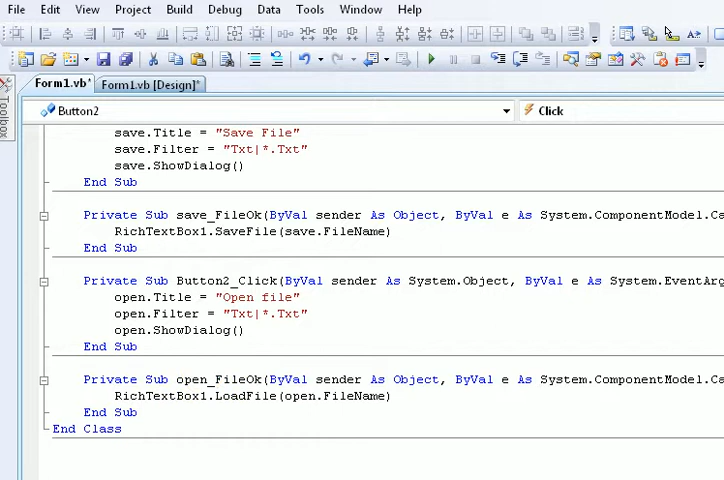 File Edit View Project Build Debug Data Tools Window Help
Form1.vb* Form1.vb [Design]*
Toolbox
Button2 Click
save.Title = "Save File"
save.Filter = "Txt|*.Txt"
save.ShowDialog()
End Sub
Private Sub save_FileOk(ByVal sender As Object, ByVal e As System.ComponentModel.Ca
RichTextBox1.SaveFile(save.FileName)
End Sub
Private Sub Button2_Click(ByVal sender As System.Object, ByVal e As System.EventArg
open.Title = "Open file"
open.Filter = "Txt|*.Txt"
open.ShowDialog()
End Sub
Private Sub open_FileOk(ByVal sender As Object, ByVal e As System.ComponentModel.Ca
RichTextBox1.LoadFile(open.FileName)
End Sub
End Class